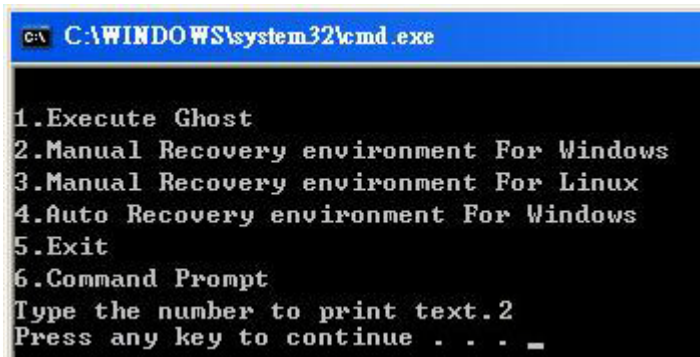 C:\WINDOWS\system32\cmd.exe
1.Execute Ghost
2.Manual Recovery environment For Windows
3.Manual Recovery environment For Linux
4.Auto Recovery environment For Windows
5.Exit
6.Command Prompt
Type the number to print text.2
Press any key to continue . . . _